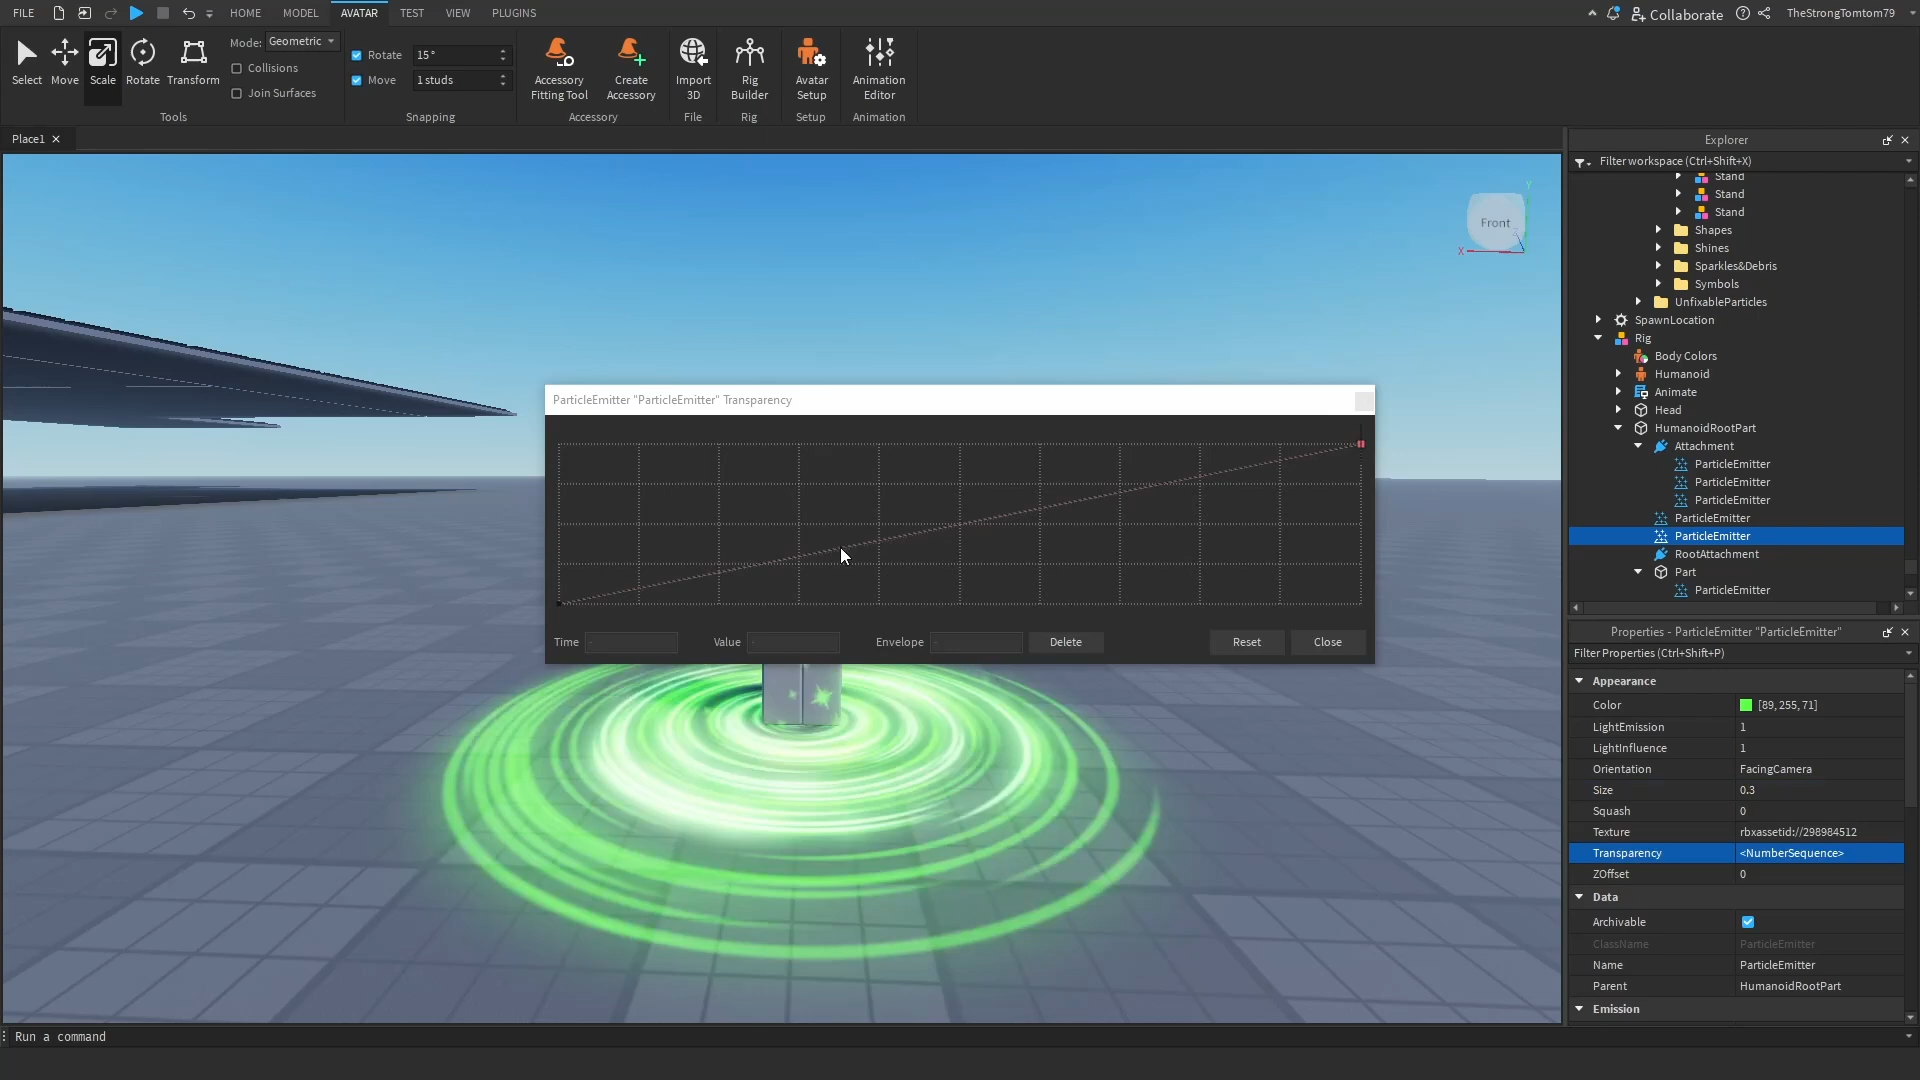 FILE HOME MODEL AVATAR TEST VIEW PLUGINS Collaborate TheStrongTomtom79
Select Move Scale Rotate Transform
Mode: Geometric
Collisions
Join Surfaces
Tools
Rotate 15°
Move 1 studs
Snapping
Accessory Fitting Tool
Create Accessory
Accessory
Import 3D
File
Rig Builder
Rig
Avatar Setup
Setup
Animation Editor
Animation
Place1
Front
Y
X
Z
ParticleEmitter "ParticleEmitter" Transparency
Time - Value - Envelope - Delete Reset Close
Explorer
Filter workspace (Ctrl+Shift+X)
Stand
Stand
Stand
Shapes
Shines
Sparkles&Debris
Symbols
UnfixableParticles
SpawnLocation
Rig
Body Colors
Humanoid
Animate
Head
HumanoidRootPart
Attachment
ParticleEmitter
ParticleEmitter
ParticleEmitter
ParticleEmitter
ParticleEmitter
RootAttachment
Part
ParticleEmitter
Properties - ParticleEmitter "ParticleEmitter"
Filter Properties (Ctrl+Shift+P)
Appearance
Color [89, 255, 71]
LightEmission 1
LightInfluence 1
Orientation FacingCamera
Size 0.3
Squash 0
Texture rbxassetid://298984512
Transparency <NumberSequence>
ZOffset 0
Data
Archivable
ClassName ParticleEmitter
Name ParticleEmitter
Parent HumanoidRootPart
Emission
Run a command